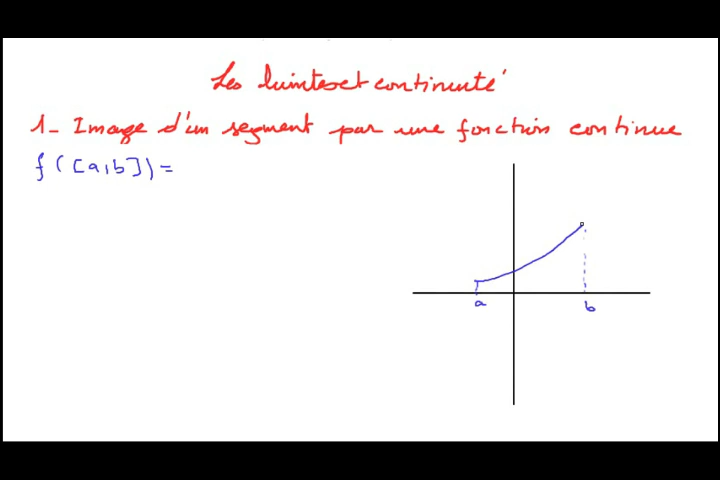 Les limites et continuité
1- Image d'un segment par une fonction continue
f([a,b])=
a
b